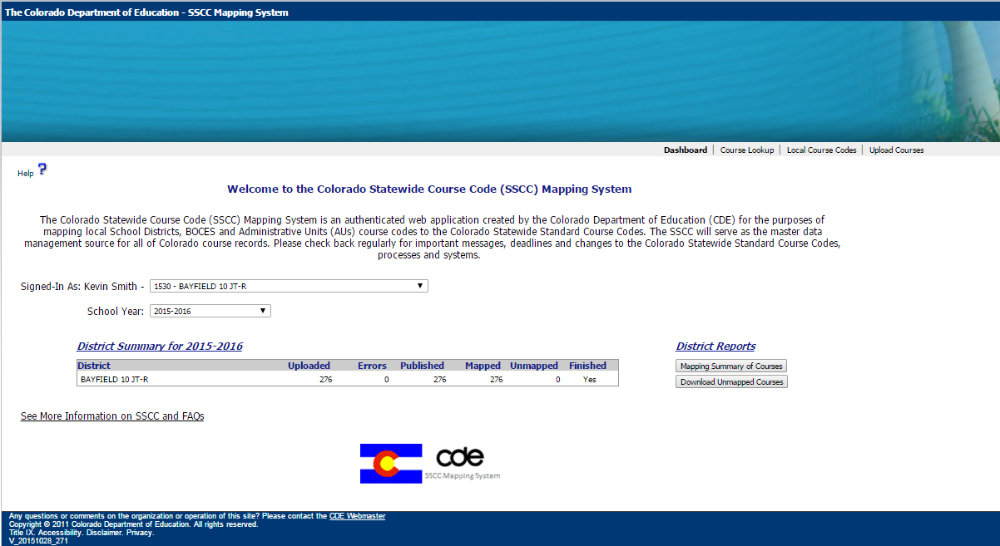 The Colorado Department of Education - SSCC Mapping System
Dashboard | Course Lookup | Local Course Codes | Upload Courses
Help ?
Welcome to the Colorado Statewide Course Code (SSCC) Mapping System
The Colorado Statewide Course Code (SSCC) Mapping System is an authenticated web application created by the Colorado Department of Education (CDE) for the purposes of
mapping local School Districts, BOCES and Administrative Units (AUs) course codes to the Colorado Statewide Standard Course Codes. The SSCC will serve as the master data
management source for all of Colorado course records. Please check back regularly for important messages, deadlines and changes to the Colorado Statewide Standard Course Codes,
processes and systems.
Signed-In As: Kevin Smith - 1530 - BAYFIELD 10 JT-R
School Year: 2015-2016
District Summary for 2015-2016
District Uploaded Errors Published Mapped Unmapped Finished
BAYFIELD 10 JT-R 276 0 276 276 0 Yes
District Reports
Mapping Summary of Courses
Download Unmapped Courses
See More Information on SSCC and FAQs
cde
SSCC Mapping System
Any questions or comments on the organization or operation of this site? Please contact the CDE Webmaster
Copyright © 2011 Colorado Department of Education. All rights reserved.
Title IX. Accessibility. Disclaimer. Privacy.
V_20151028_271